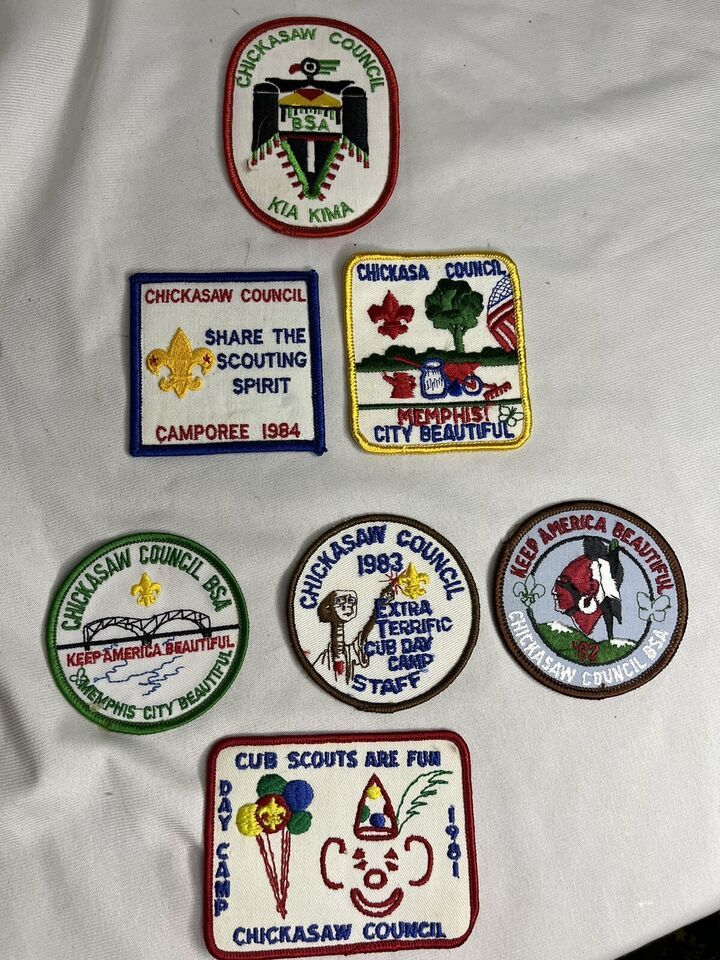 CHICKASAW COUNCIL
BSA
KIA KIMA
CHICKASAW COUNCIL
SHARE THE
SCOUTING
SPIRIT
CAMPOREE 1984
CHICKASA COUNCIL
MEMPHIS!
CITY BEAUTIFUL
CHICKASAW COUNCIL BSA
KEEP AMERICA BEAUTIFUL
MEMPHIS CITY BEAUTIFUL
CHICKASAW COUNCIL
1983
EXTRA
TERRIFIC
CUB DAY
CAMP
STAFF
KEEP AMERICA BEAUTIFUL
'82
CHICKASAW COUNCIL BSA
CUB SCOUTS ARE FUN
DAY CAMP
1981
CHICKASAW COUNCIL